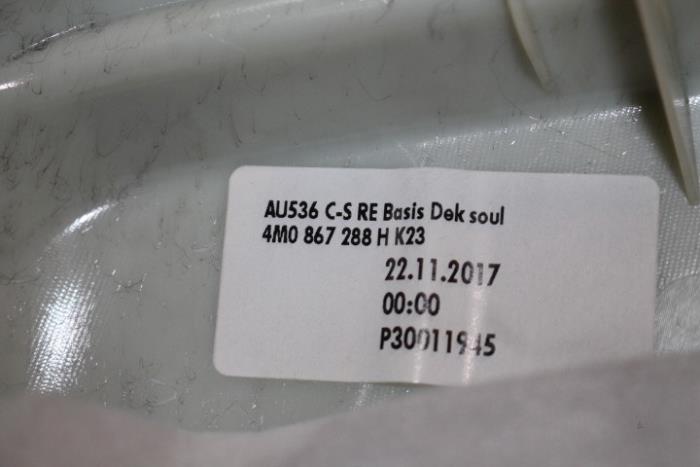 AU536 C-S RE Basis Dek soul
4M0 867 288 H K23
22.11.2017
00:00
P30011945